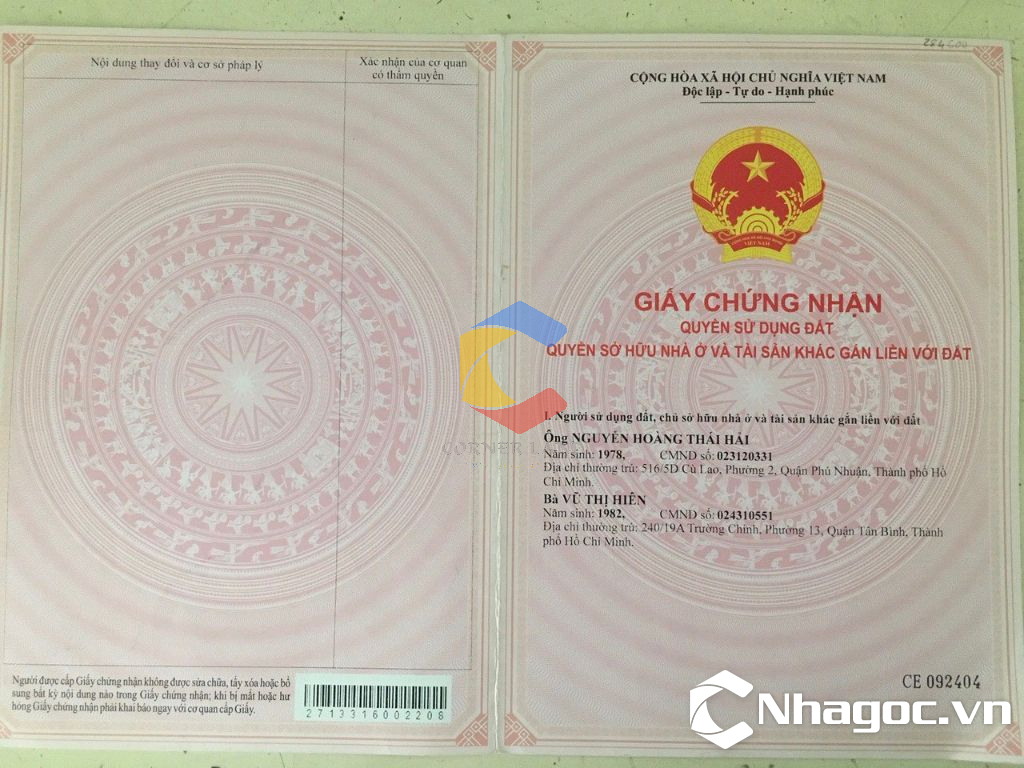 Nội dung thay đổi và cơ sở pháp lý
Xác nhận của cơ quan
có thẩm quyền
Người được cấp Giấy chứng nhận không được sửa chữa, tẩy xóa hoặc bổ
sung bất kỳ nội dung nào trong Giấy chứng nhận; khi bị mất hoặc hư
hỏng Giấy chứng nhận phải khai báo ngay với cơ quan cấp Giấy.
2713316002208
CỘNG HÒA XÃ HỘI CHỦ NGHĨA VIỆT NAM
Độc lập - Tự do - Hạnh phúc
VIỆT NAM
GIẤY CHỨNG NHẬN
QUYỀN SỬ DỤNG ĐẤT
QUYỀN SỞ HỮU NHÀ Ở VÀ TÀI SẢN KHÁC GẮN LIỀN VỚI ĐẤT
I. Người sử dụng đất, chủ sở hữu nhà ở và tài sản khác gắn liền với đất
Ông NGUYỄN HOÀNG THÁI HẢI
Năm sinh: 1978, CMND số: 023120331
Địa chỉ thường trú: 516/5D Cù Lao, Phường 2, Quận Phú Nhuận, Thành phố Hồ
Chí Minh.
Bà VŨ THỊ HIÊN
Năm sinh: 1982, CMND số: 024310551
Địa chỉ thường trú: 240/19A Trường Chinh, Phường 13, Quận Tân Bình, Thành
phố Hồ Chí Minh.
CE 092404
CORNER
Nhagoc.vn